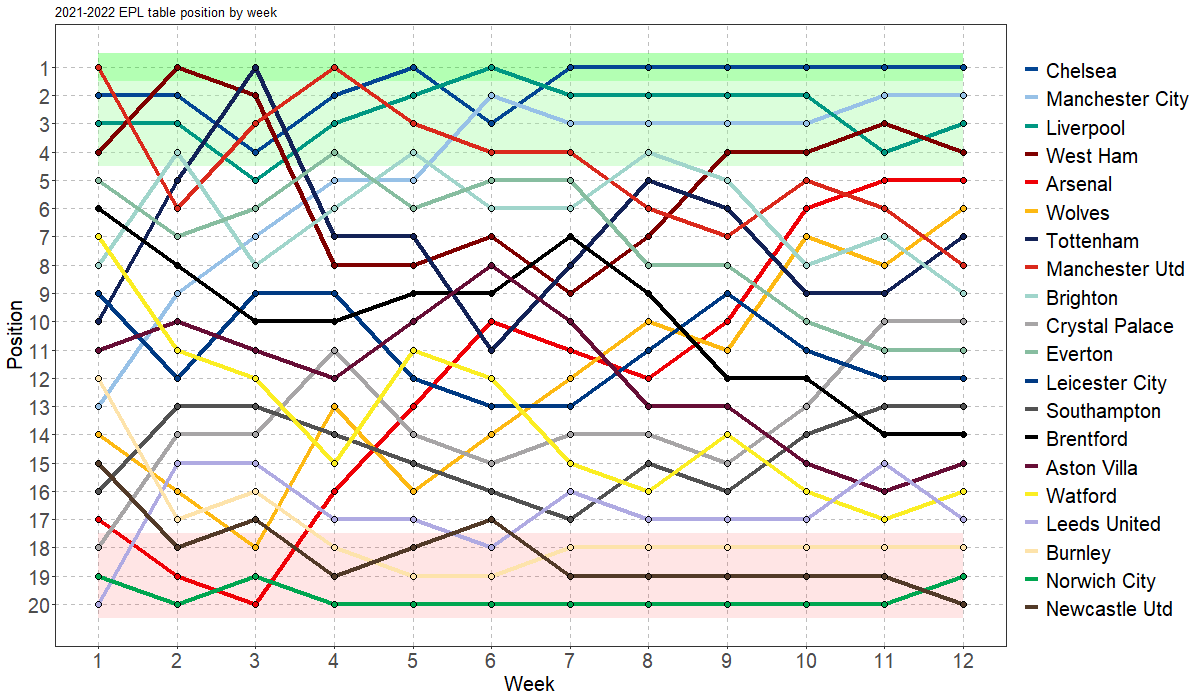 2021-2022 EPL table position by week
1
2
3
4
5
6
7
8
9
10
11
12
13
14
15
16
17
18
19
20
Position
1 2 3 4 5 6 7 8 9 10 11 12
Week
Chelsea
Manchester City
Liverpool
West Ham
Arsenal
Wolves
Tottenham
Manchester Utd
Brighton
Crystal Palace
Everton
Leicester City
Southampton
Brentford
Aston Villa
Watford
Leeds United
Burnley
Norwich City
Newcastle Utd